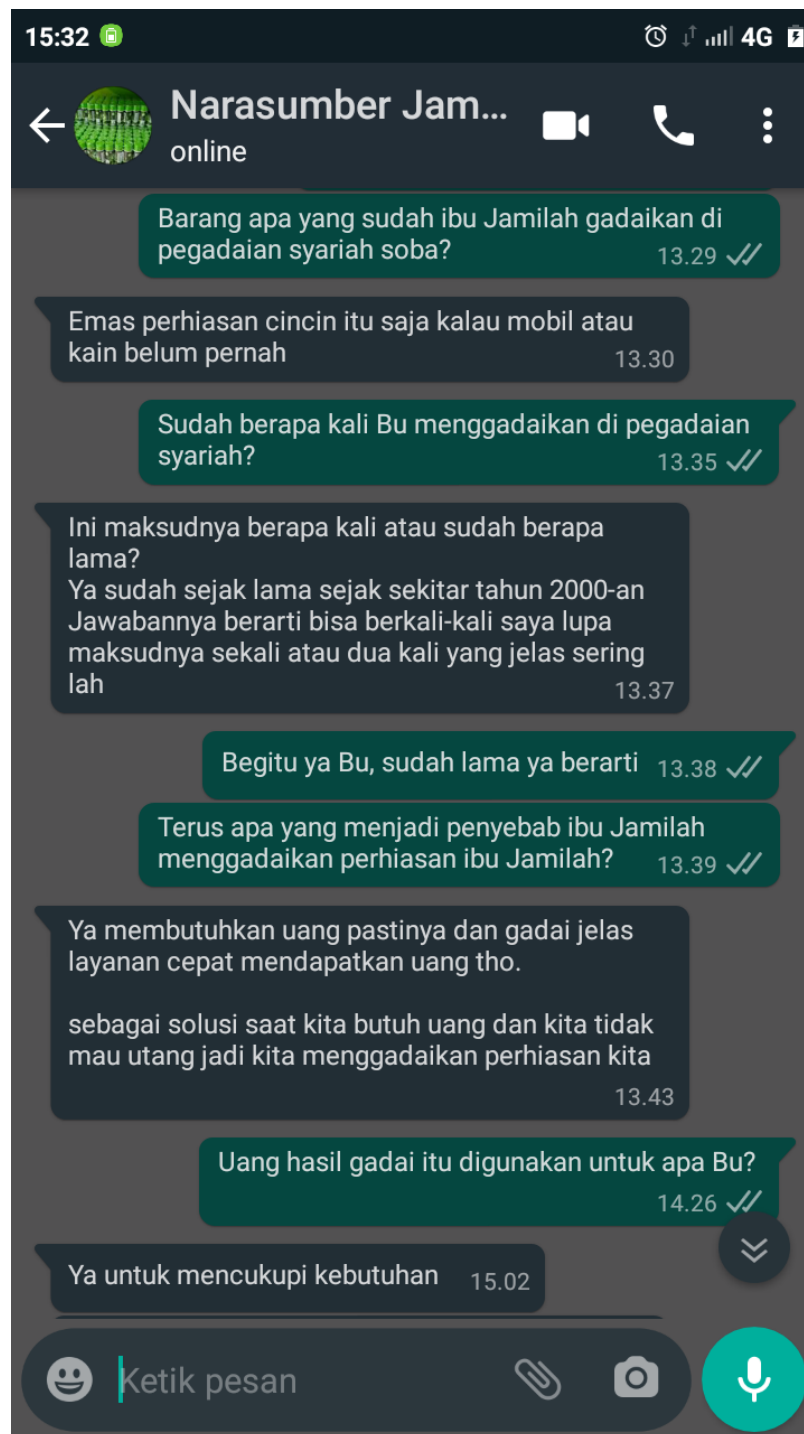 15:32
4G
Narasumber Jam...
online
Barang apa yang sudah ibu Jamilah gadaikan di
pegadaian syariah soba?
13.29
Emas perhiasan cincin itu saja kalau mobil atau
kain belum pernah
13.30
Sudah berapa kali Bu menggadaikan di pegadaian
syariah?
13.35
Ini maksudnya berapa kali atau sudah berapa
lama?
Ya sudah sejak lama sejak sekitar tahun 2000-an
Jawabannya berarti bisa berkali-kali saya lupa
maksudnya sekali atau dua kali yang jelas sering
lah
13.37
Begitu ya Bu, sudah lama ya berarti
13.38
Terus apa yang menjadi penyebab ibu Jamilah
menggadaikan perhiasan ibu Jamilah?
13.39
Ya membutuhkan uang pastinya dan gadai jelas
layanan cepat mendapatkan uang tho.
sebagai solusi saat kita butuh uang dan kita tidak
mau utang jadi kita menggadaikan perhiasan kita
13.43
Uang hasil gadai itu digunakan untuk apa Bu?
14.26
Ya untuk mencukupi kebutuhan
15.02
Ketik pesan